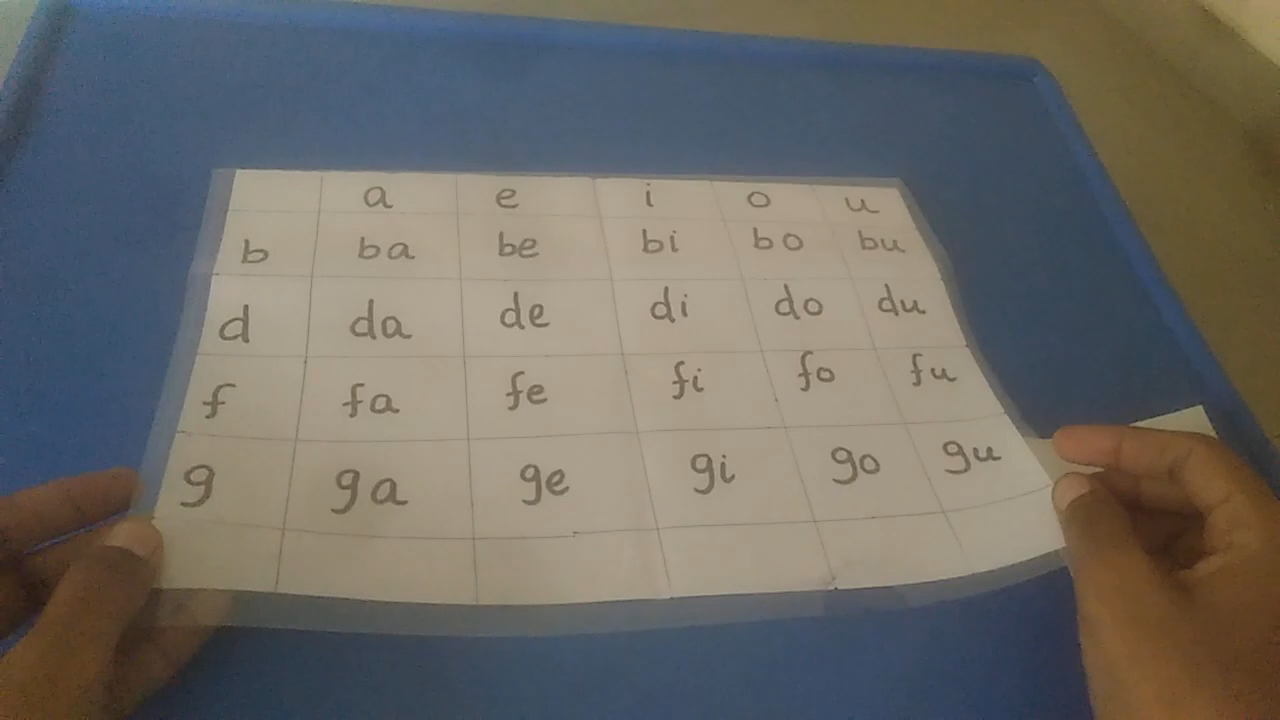 a e i o u
b ba be bi bo bu
d da de di do du
f fa fe fi fo fu
g ga ge gi go gu